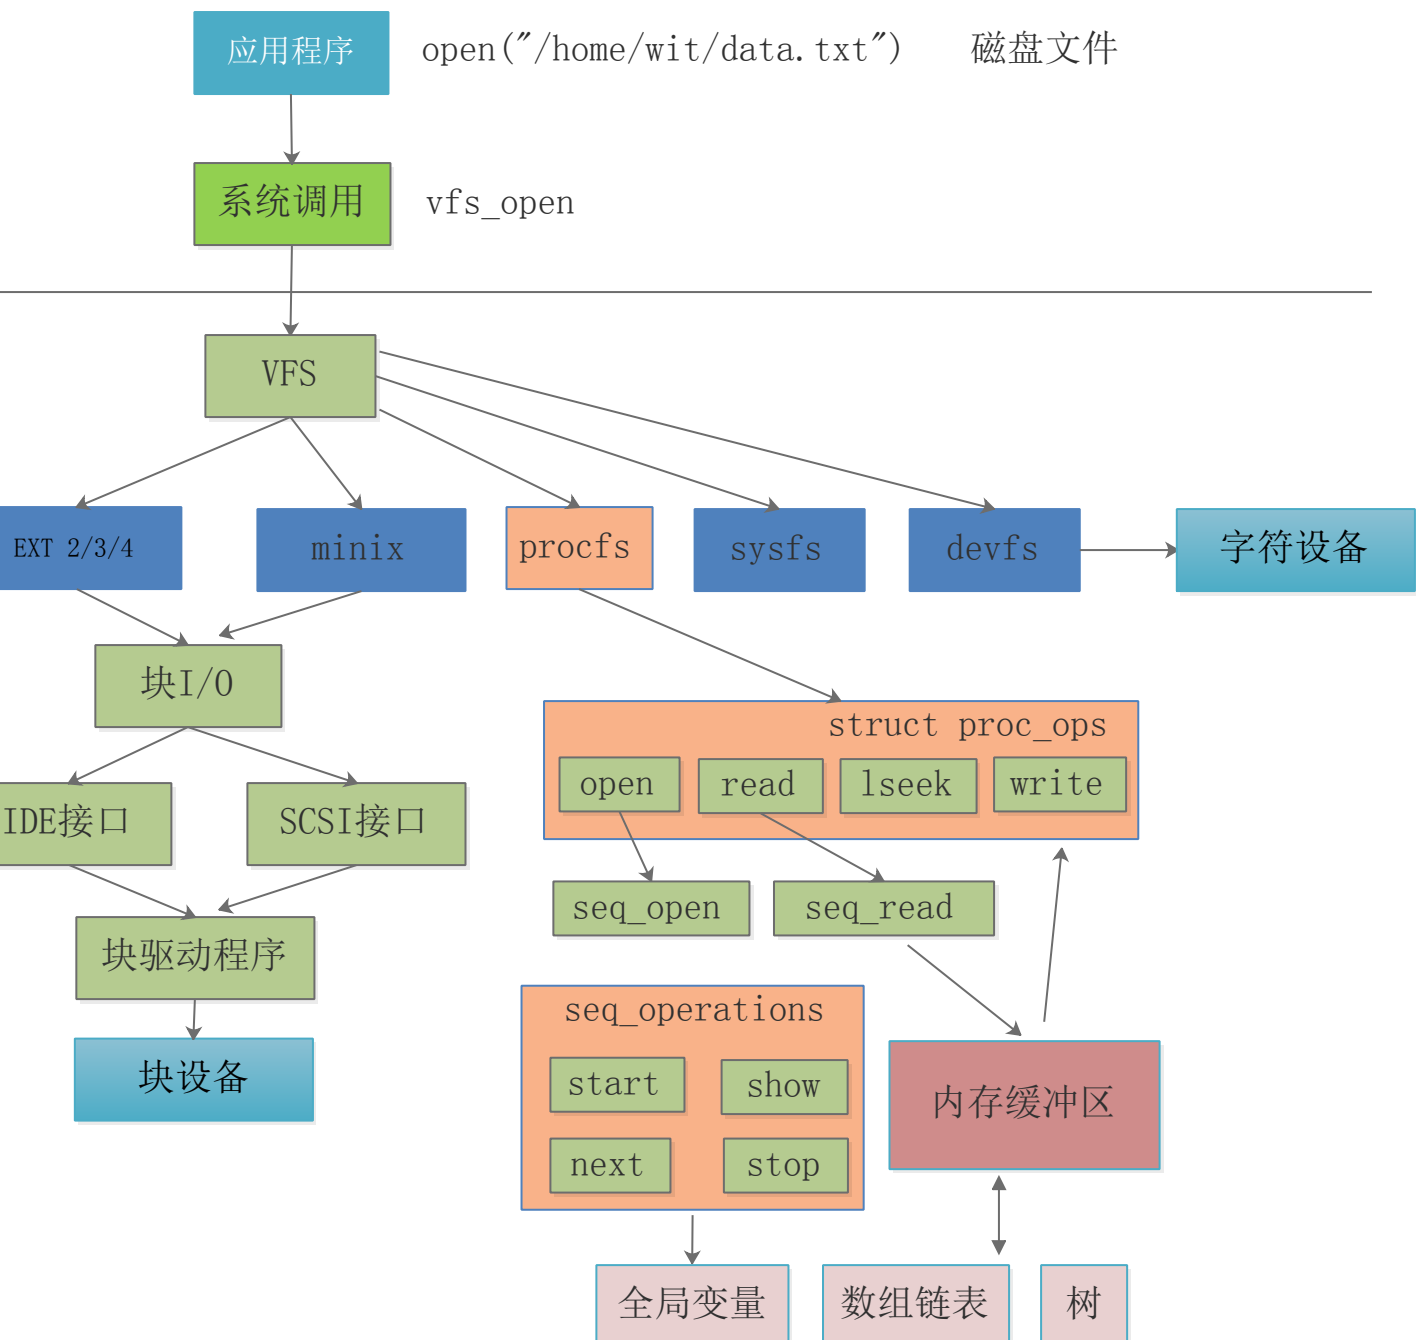 应用程序 open("/home/wit/data.txt") 磁盘文件
系统调用 vfs_open
VFS
EXT 2/3/4 minix procfs sysfs devfs 字符设备
块I/O
struct proc_ops
open read lseek write
IDE接口 SCSI接口
seq_open seq_read
块驱动程序
seq_operations
块设备
start show
内存缓冲区
next stop
全局变量 数组链表 树